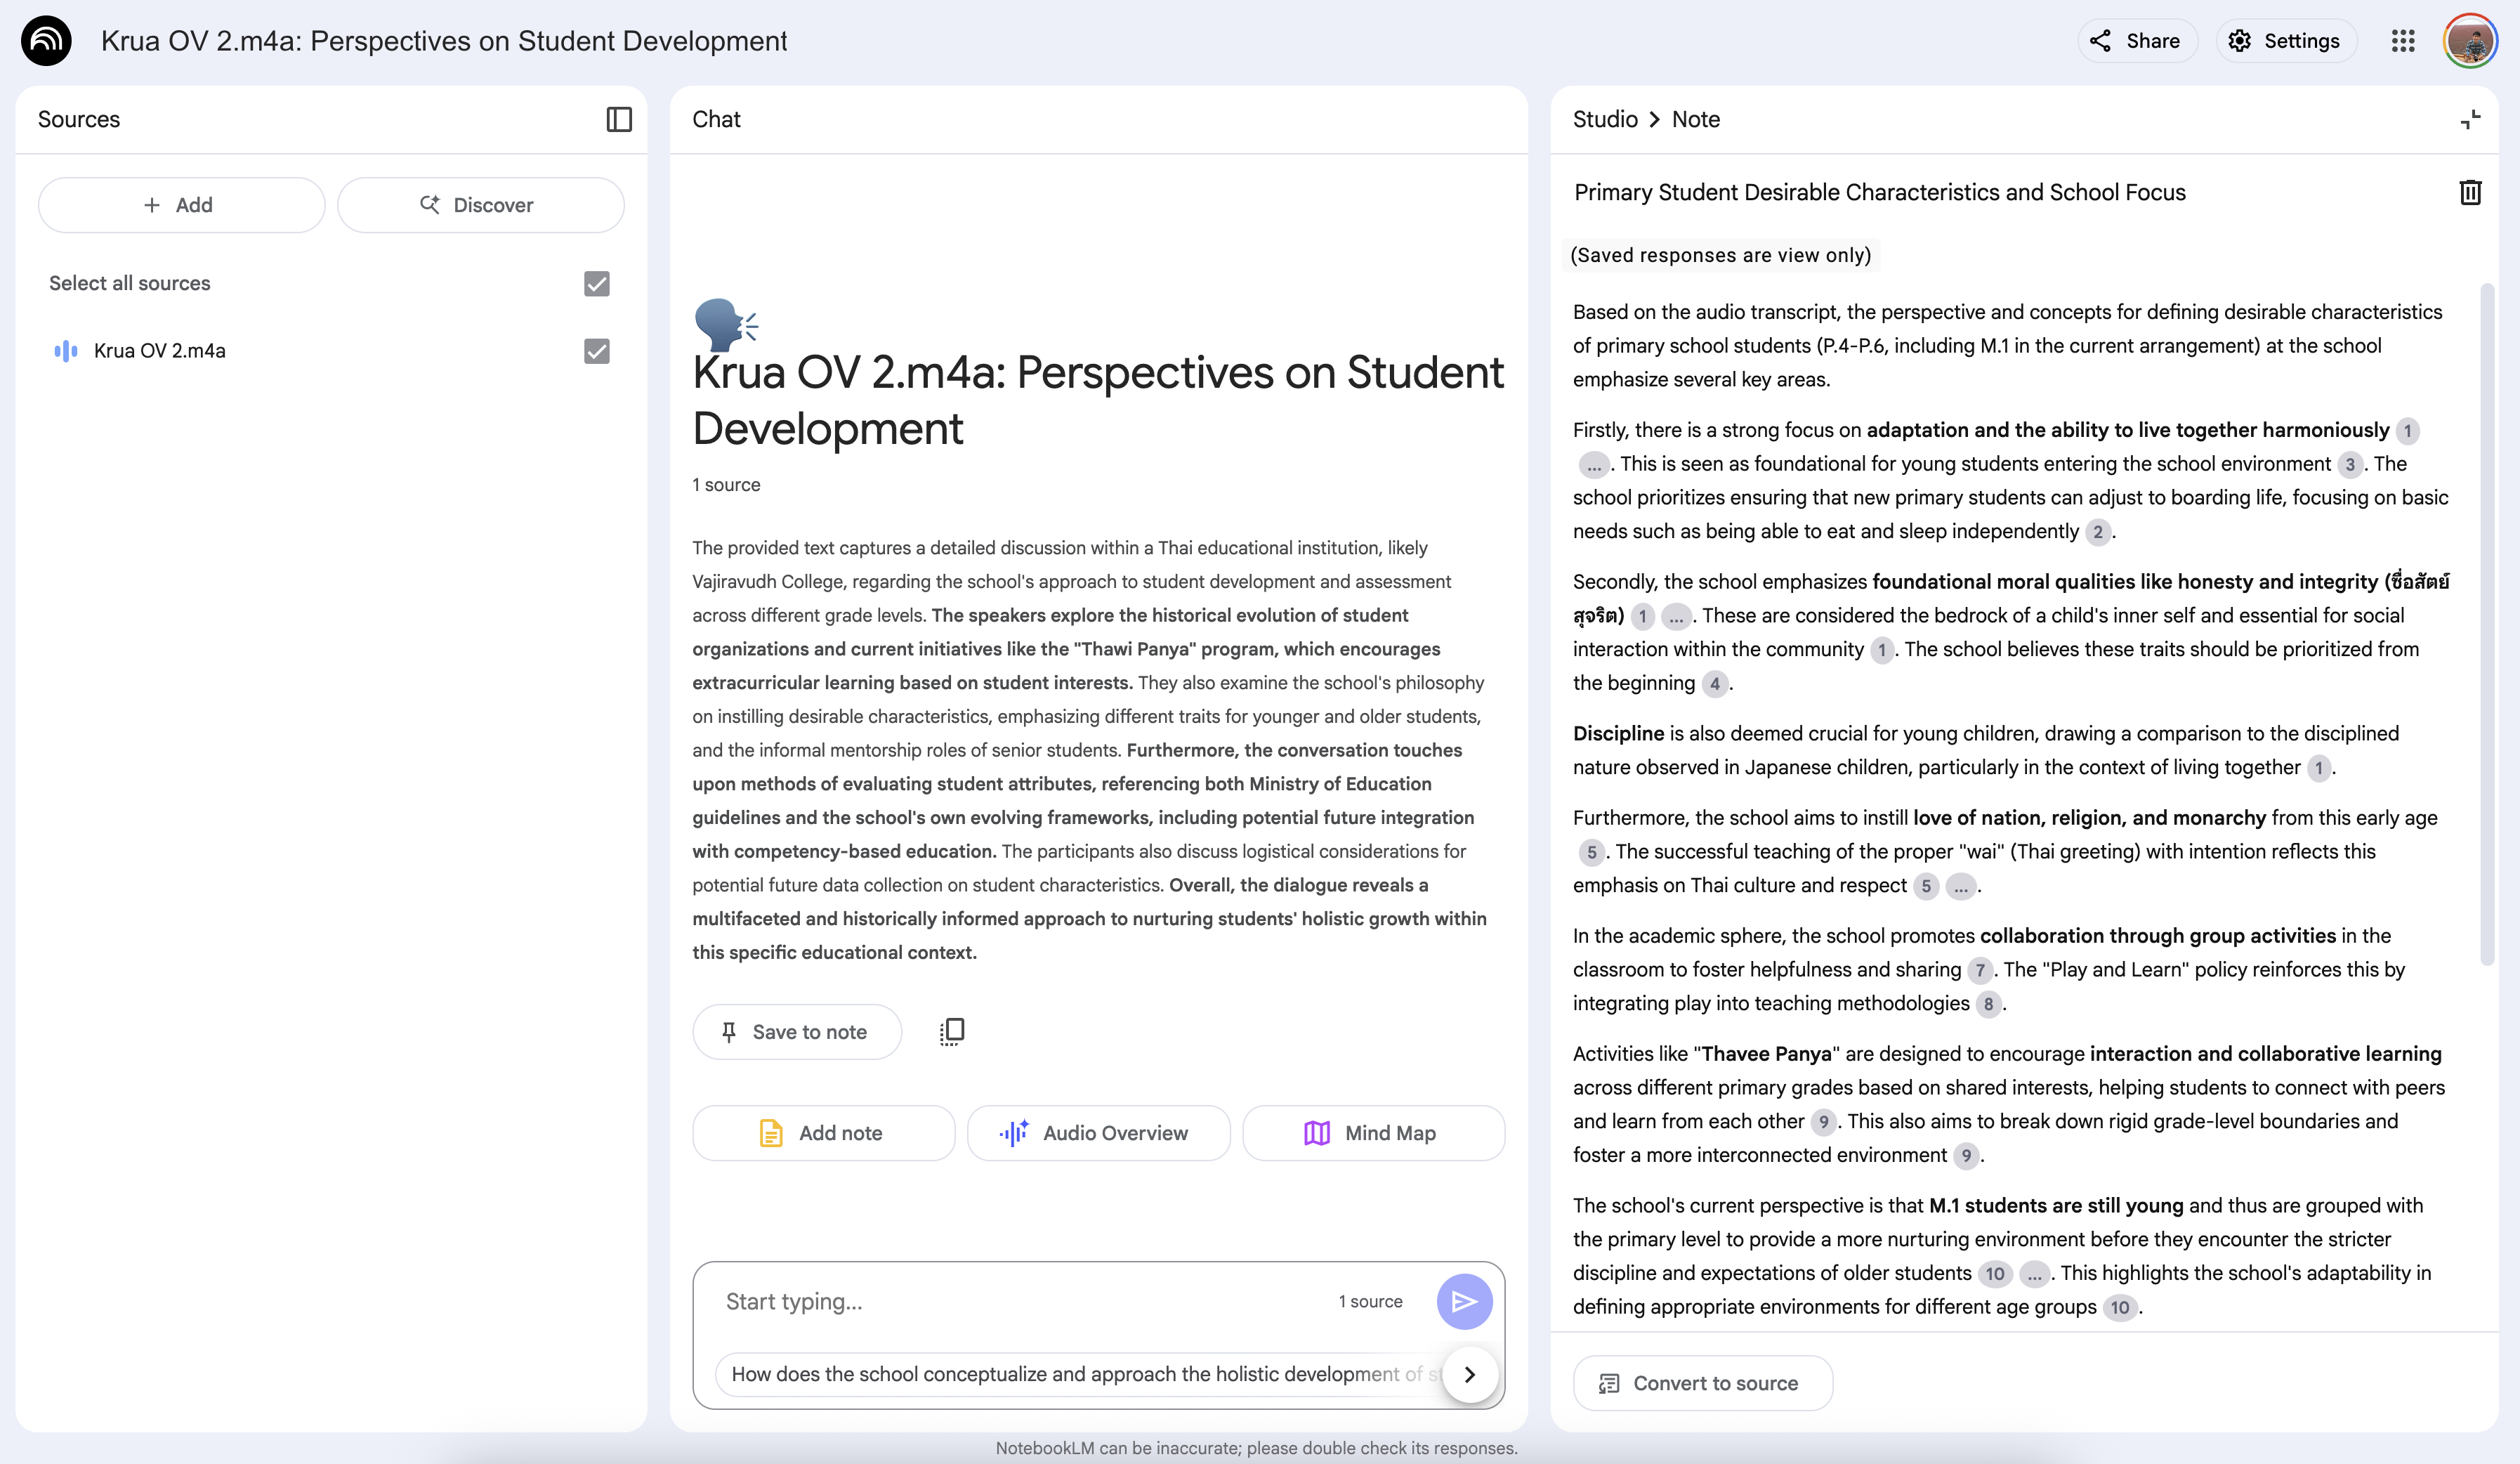 Krua OV 2.m4a: Perspectives on Student Development
Share
Settings
Sources
Add
Discover
Select all sources
Krua OV 2.m4a
Chat
Krua OV 2.m4a: Perspectives on Student
Development
1 source
The provided text captures a detailed discussion within a Thai educational institution, likely
Vajiravudh College, regarding the school's approach to student development and assessment
across different grade levels. The speakers explore the historical evolution of student
organizations and current initiatives like the "Thawi Panya" program, which encourages
extracurricular learning based on student interests. They also examine the school's philosophy
on instilling desirable characteristics, emphasizing different traits for younger and older students,
and the informal mentorship roles of senior students. Furthermore, the conversation touches
upon methods of evaluating student attributes, referencing both Ministry of Education
guidelines and the school's own evolving frameworks, including potential future integration
with competency-based education. The participants also discuss logistical considerations for
potential future data collection on student characteristics. Overall, the dialogue reveals a
multifaceted and historically informed approach to nurturing students' holistic growth within
this specific educational context.
Save to note
Add note
Audio Overview
Mind Map
Start typing...
1 source
How does the school conceptualize and approach the holistic development of
NotebookLM can be inaccurate; please double check its responses.
Studio > Note
Primary Student Desirable Characteristics and School Focus
(Saved responses are view only)
Based on the audio transcript, the perspective and concepts for defining desirable characteristics
of primary school students (P.4-P.6, including M.1 in the current arrangement) at the school
emphasize several key areas.
Firstly, there is a strong focus on adaptation and the ability to live together harmoniously 1
... . This is seen as foundational for young students entering the school environment 3 . The
school prioritizes ensuring that new primary students can adjust to boarding life, focusing on basic
needs such as being able to eat and sleep independently 2 .
Secondly, the school emphasizes foundational moral qualities like honesty and integrity (ซื่อสัตย์
สุจริต) 1 ... . These are considered the bedrock of a child's inner self and essential for social
interaction within the community 1 . The school believes these traits should be prioritized from
the beginning 4 .
Discipline is also deemed crucial for young children, drawing a comparison to the disciplined
nature observed in Japanese children, particularly in the context of living together 1 .
Furthermore, the school aims to instill love of nation, religion, and monarchy from this early age
5 . The successful teaching of the proper "wai" (Thai greeting) with intention reflects this
emphasis on Thai culture and respect 5 ... .
In the academic sphere, the school promotes collaboration through group activities in the
classroom to foster helpfulness and sharing 7 . The "Play and Learn" policy reinforces this by
integrating play into teaching methodologies 8 .
Activities like "Thavee Panya" are designed to encourage interaction and collaborative learning
across different primary grades based on shared interests, helping students to connect with peers
and learn from each other 9 . This also aims to break down rigid grade-level boundaries and
foster a more interconnected environment 9 .
The school's current perspective is that M.1 students are still young and thus are grouped with
the primary level to provide a more nurturing environment before they encounter the stricter
discipline and expectations of older students 10 ... . This highlights the school's adaptability in
defining appropriate environments for different age groups 10 .
Convert to source